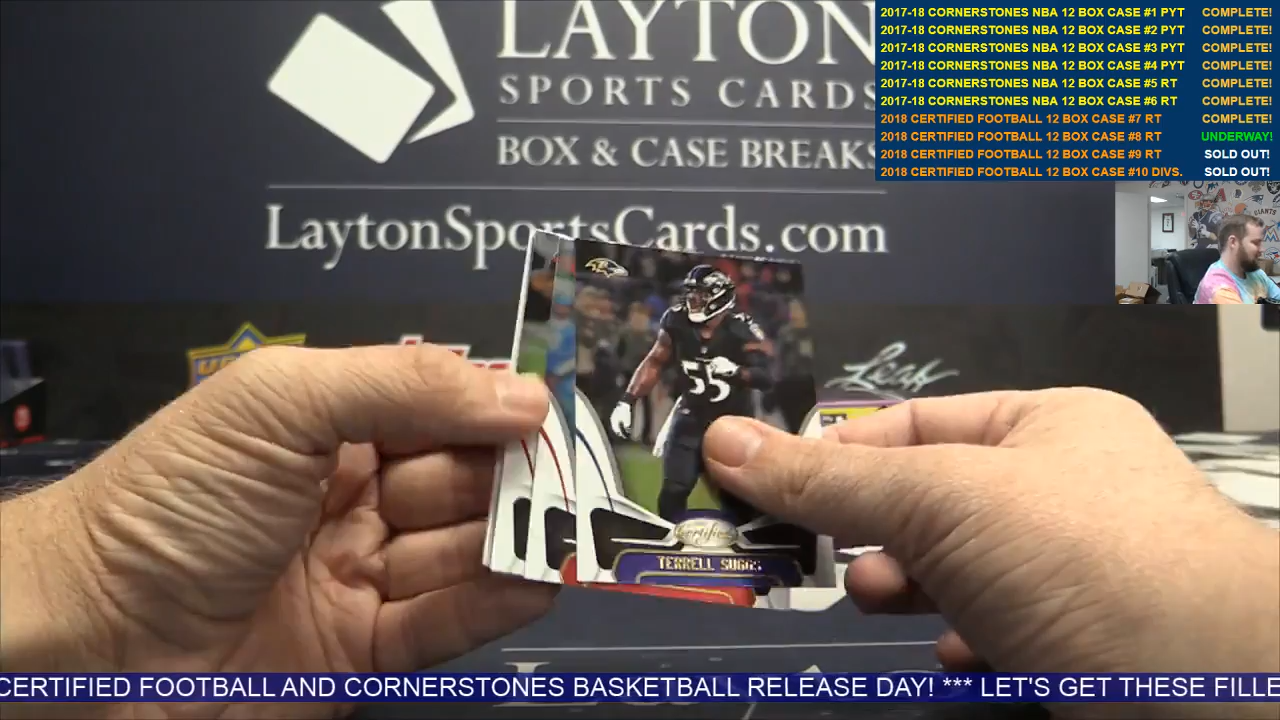 LAYTON
SPORTS CARDS
BOX & CASE BREAKS
LaytonSportsCards.com
2017-18 CORNERSTONES NBA 12 BOX CASE #1 PYT COMPLETE!
2017-18 CORNERSTONES NBA 12 BOX CASE #2 PYT COMPLETE!
2017-18 CORNERSTONES NBA 12 BOX CASE #3 PYT COMPLETE!
2017-18 CORNERSTONES NBA 12 BOX CASE #4 PYT COMPLETE!
2017-18 CORNERSTONES NBA 12 BOX CASE #5 RT COMPLETE!
2017-18 CORNERSTONES NBA 12 BOX CASE #6 RT COMPLETE!
2018 CERTIFIED FOOTBALL 12 BOX CASE #7 RT COMPLETE!
2018 CERTIFIED FOOTBALL 12 BOX CASE #8 RT UNDERWAY!
2018 CERTIFIED FOOTBALL 12 BOX CASE #9 RT SOLD OUT!
2018 CERTIFIED FOOTBALL 12 BOX CASE #10 DIVS. SOLD OUT!
GIANTS
Leaf
55
Certified
TERRELL SUGGS
CERTIFIED FOOTBALL AND CORNERSTONES BASKETBALL RELEASE DAY! *** LET'S GET THESE FILLE